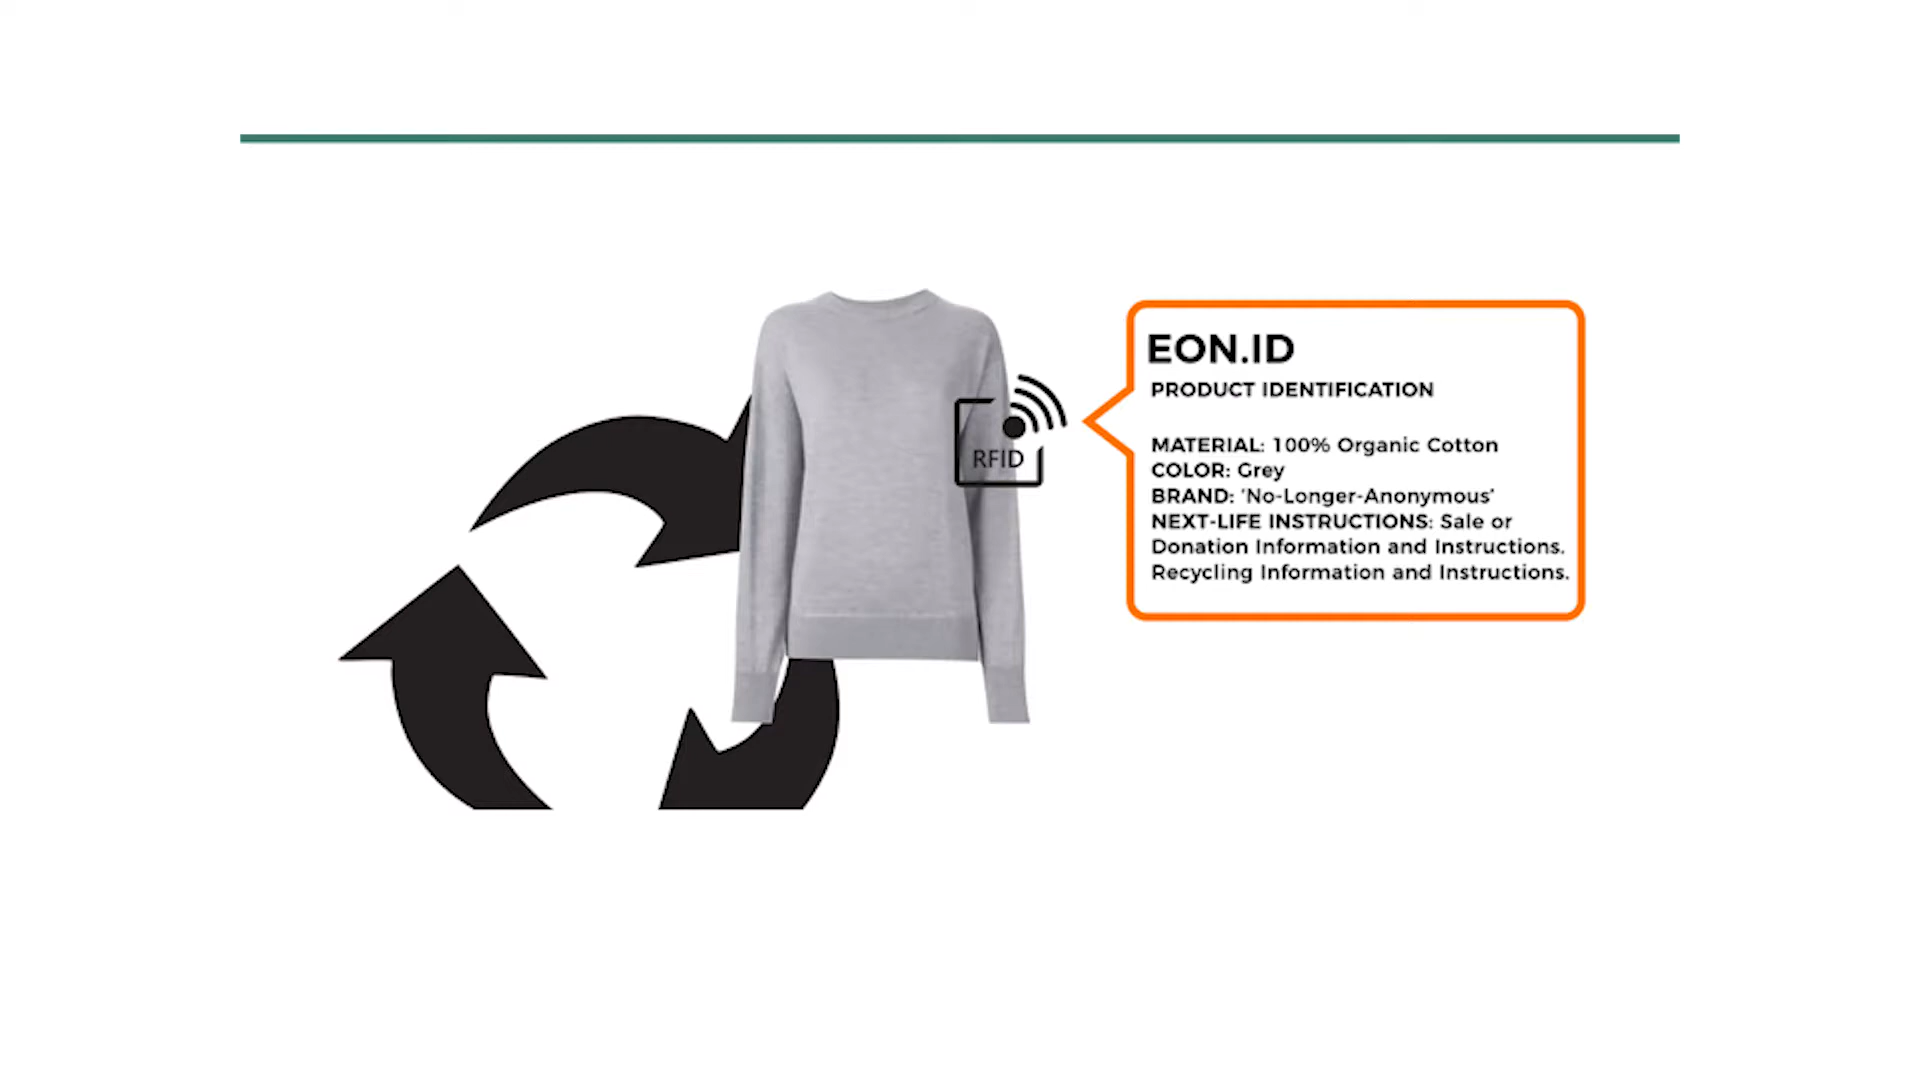 RFID
EON.ID
PRODUCT IDENTIFICATION
MATERIAL: 100% Organic Cotton
COLOR: Grey
BRAND: 'No-Longer-Anonymous'
NEXT-LIFE INSTRUCTIONS: Sale or
Donation Information and Instructions.
Recycling Information and Instructions.